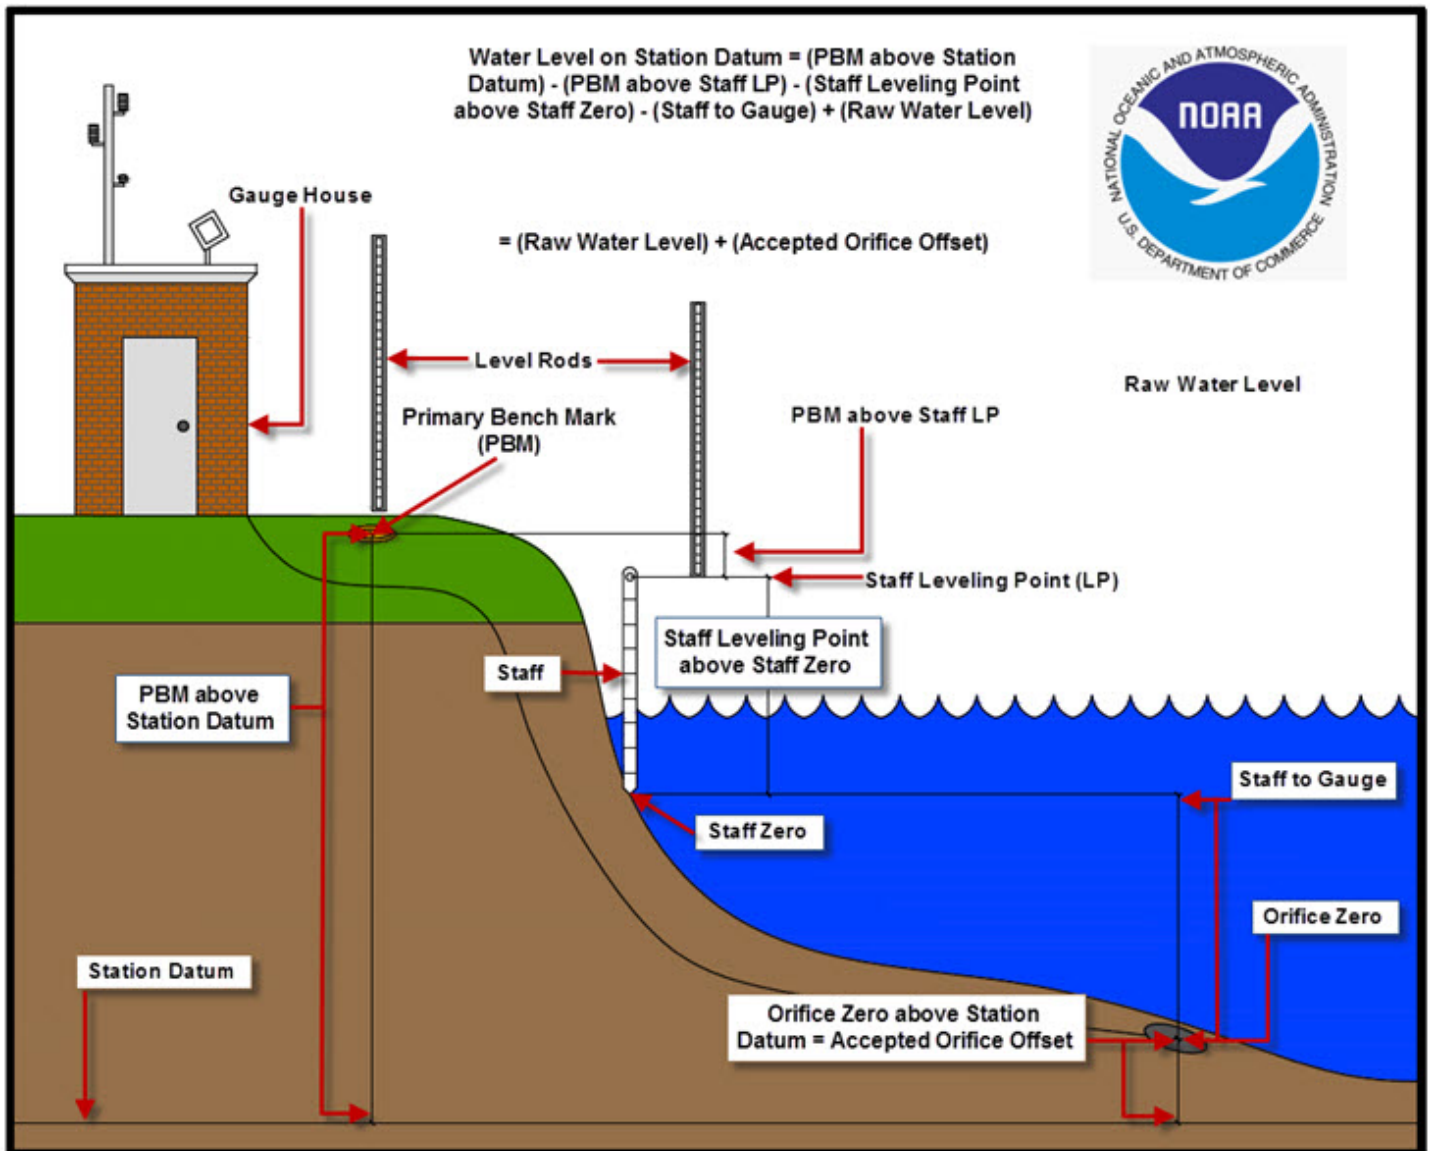 Water Level on Station Datum = (PBM above Station
Datum) - (PBM above Staff LP) - (Staff Leveling Point
above Staff Zero) - (Staff to Gauge) + (Raw Water Level)
NATIONAL OCEANIC AND ATMOSPHERIC ADMINISTRATION
NOAA
U.S. DEPARTMENT OF COMMERCE
Gauge House
= (Raw Water Level) + (Accepted Orifice Offset)
Level Rods
Raw Water Level
Primary Bench Mark
(PBM)
PBM above Staff LP
Staff Leveling Point (LP)
Staff Leveling Point
above Staff Zero
Staff
PBM above
Station Datum
Staff to Gauge
Staff Zero
Orifice Zero
Station Datum
Orifice Zero above Station
Datum = Accepted Orifice Offset